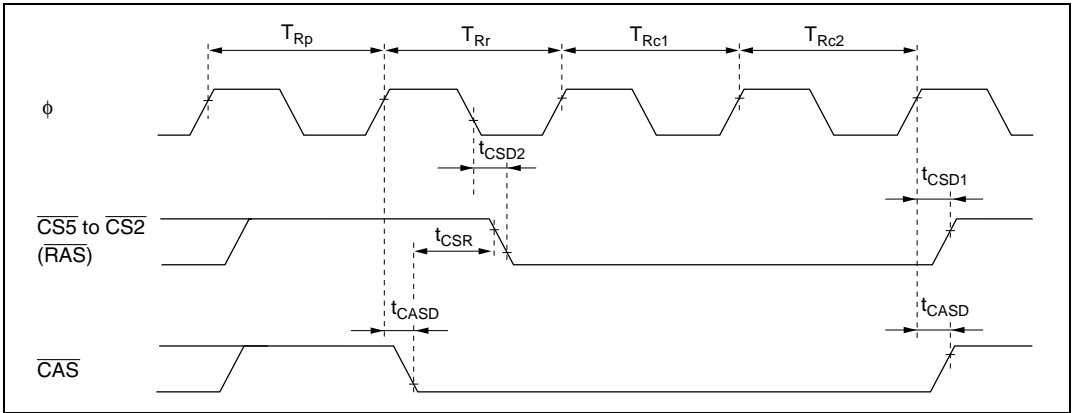 TRp TRr TRc1 TRc2
φ
tCSD2
tCSD1
CS5 to CS2
(RAS)
tCSR
tCASD tCASD
CAS